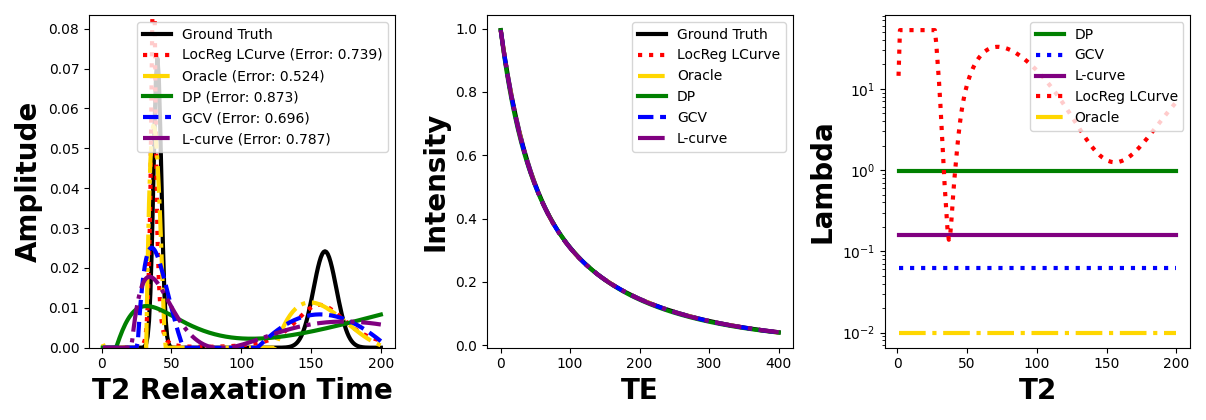 Amplitude
0.08
0.07
0.06
0.05
0.04
0.03
0.02
0.01
0.00
0
50
100
150
200
T2 Relaxation Time
Ground Truth
LocReg LCurve (Error: 0.739)
Oracle (Error: 0.524)
DP (Error: 0.873)
GCV (Error: 0.696)
L-curve (Error: 0.787)
Intensity
1.0
0.8
0.6
0.4
0.2
0.0
0
100
200
300
400
TE
Ground Truth
LocReg LCurve
Oracle
DP
GCV
L-curve
Lambda
10¹
10⁰
10⁻¹
10⁻²
0
50
100
150
200
T2
DP
GCV
L-curve
LocReg LCurve
Oracle